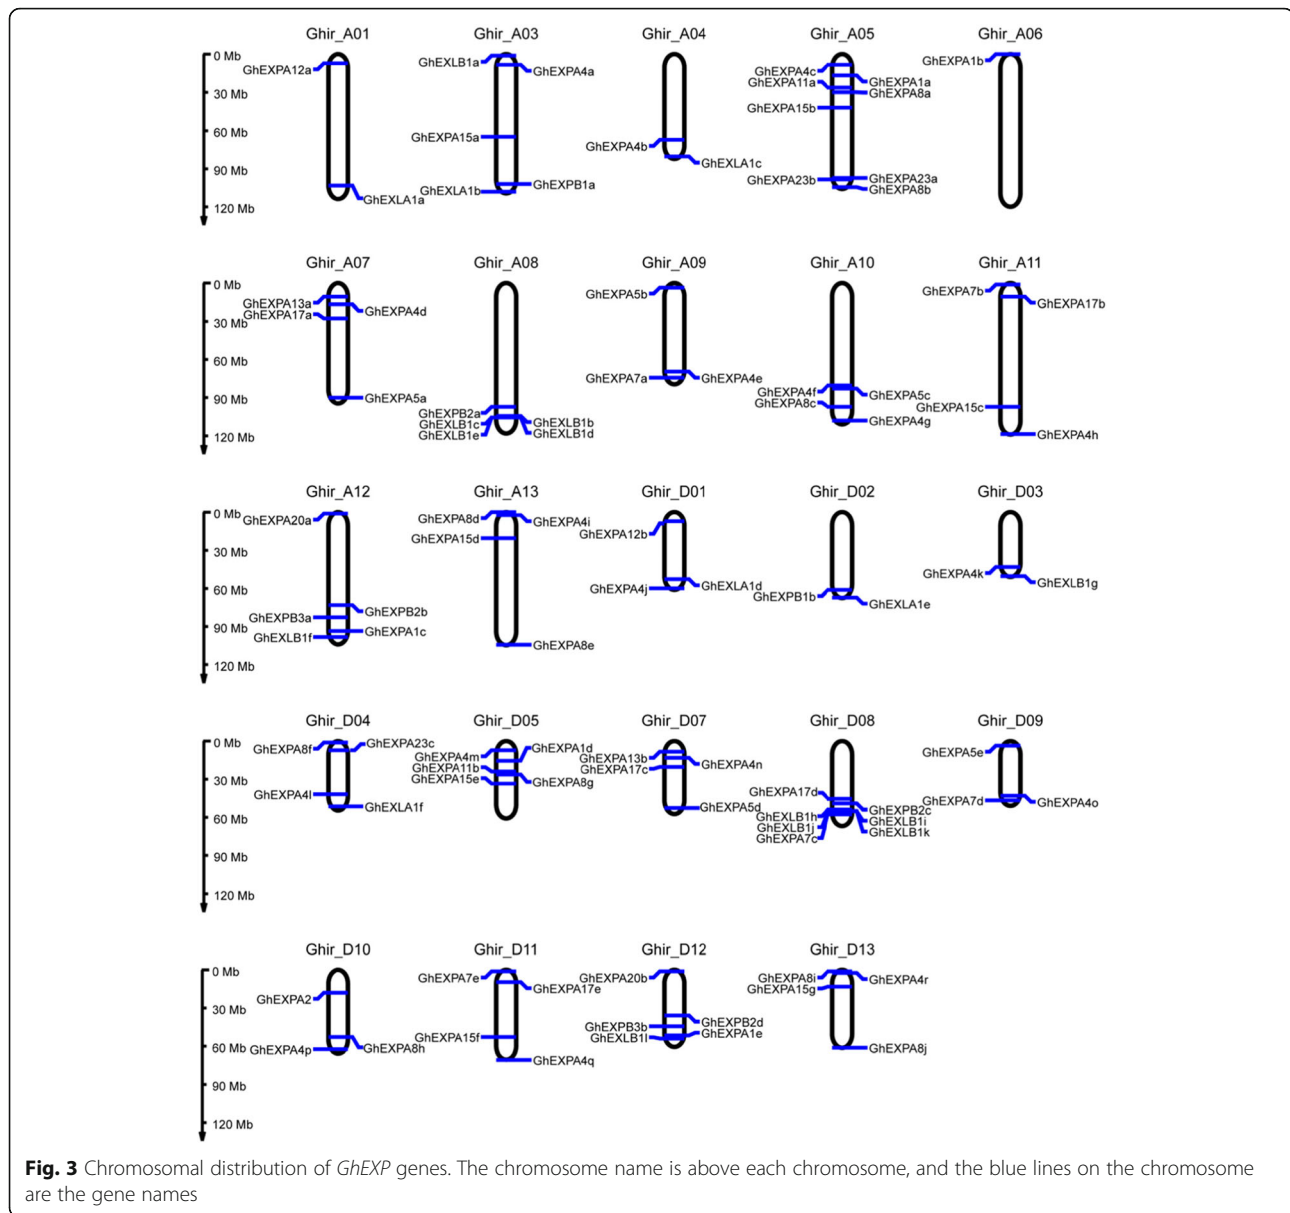 Ghir_A01 Ghir_A03 Ghir_A04 Ghir_A05 Ghir_A06
0 Mb
30 Mb
60 Mb
90 Mb
120 Mb
GhEXPA12a
GhEXLA1a
GhEXLB1a
GhEXPA4a
GhEXPA15a
GhEXPB1a
GhEXLA1b
GhEXPA4b
GhEXLA1c
GhEXPA4c
GhEXPA1a
GhEXPA11a
GhEXPA8a
GhEXPA15b
GhEXPA23a
GhEXPA23b
GhEXPA8b
GhEXPA1b
Ghir_A07 Ghir_A08 Ghir_A09 Ghir_A10 Ghir_A11
0 Mb
30 Mb
60 Mb
90 Mb
120 Mb
GhEXPA13a
GhEXPA4d
GhEXPA17a
GhEXPA5a
GhEXPB2a
GhEXLB1b
GhEXLB1c
GhEXLB1d
GhEXLB1e
GhEXPA5b
GhEXPA7a
GhEXPA4e
GhEXPA4f
GhEXPA5c
GhEXPA8c
GhEXPA4g
GhEXPA7b
GhEXPA17b
GhEXPA15c
GhEXPA4h
Ghir_A12 Ghir_A13 Ghir_D01 Ghir_D02 Ghir_D03
0 Mb
30 Mb
60 Mb
90 Mb
120 Mb
GhEXPA20a
GhEXPB2b
GhEXPB3a
GhEXPA1c
GhEXLB1f
GhEXPA8d
GhEXPA4i
GhEXPA15d
GhEXPA8e
GhEXPA12b
GhEXLA1d
GhEXPA4j
GhEXPB1b
GhEXLA1e
GhEXPA4k
GhEXLB1g
Ghir_D04 Ghir_D05 Ghir_D07 Ghir_D08 Ghir_D09
0 Mb
30 Mb
60 Mb
90 Mb
120 Mb
GhEXPA8f
GhEXPA23c
GhEXPA4l
GhEXLA1f
GhEXPA1d
GhEXPA4m
GhEXPA11b
GhEXPA15e
GhEXPA8g
GhEXPA13b
GhEXPA4n
GhEXPA17c
GhEXPA5d
GhEXPA17d
GhEXPB2c
GhEXLB1h
GhEXLB1i
GhEXLB1j
GhEXLB1k
GhEXPA7c
GhEXPA5e
GhEXPA7d
GhEXPA4o
Ghir_D10 Ghir_D11 Ghir_D12 Ghir_D13
0 Mb
30 Mb
60 Mb
90 Mb
120 Mb
GhEXPA2
GhEXPA4p
GhEXPA8h
GhEXPA7e
GhEXPA17e
GhEXPA15f
GhEXPA4q
GhEXPA20b
GhEXPB2d
GhEXPB3b
GhEXPA1e
GhEXLB1l
GhEXPA8i
GhEXPA4r
GhEXPA15g
GhEXPA8j
Fig. 3 Chromosomal distribution of GhEXP genes. The chromosome name is above each chromosome, and the blue lines on the chromosome
are the gene names